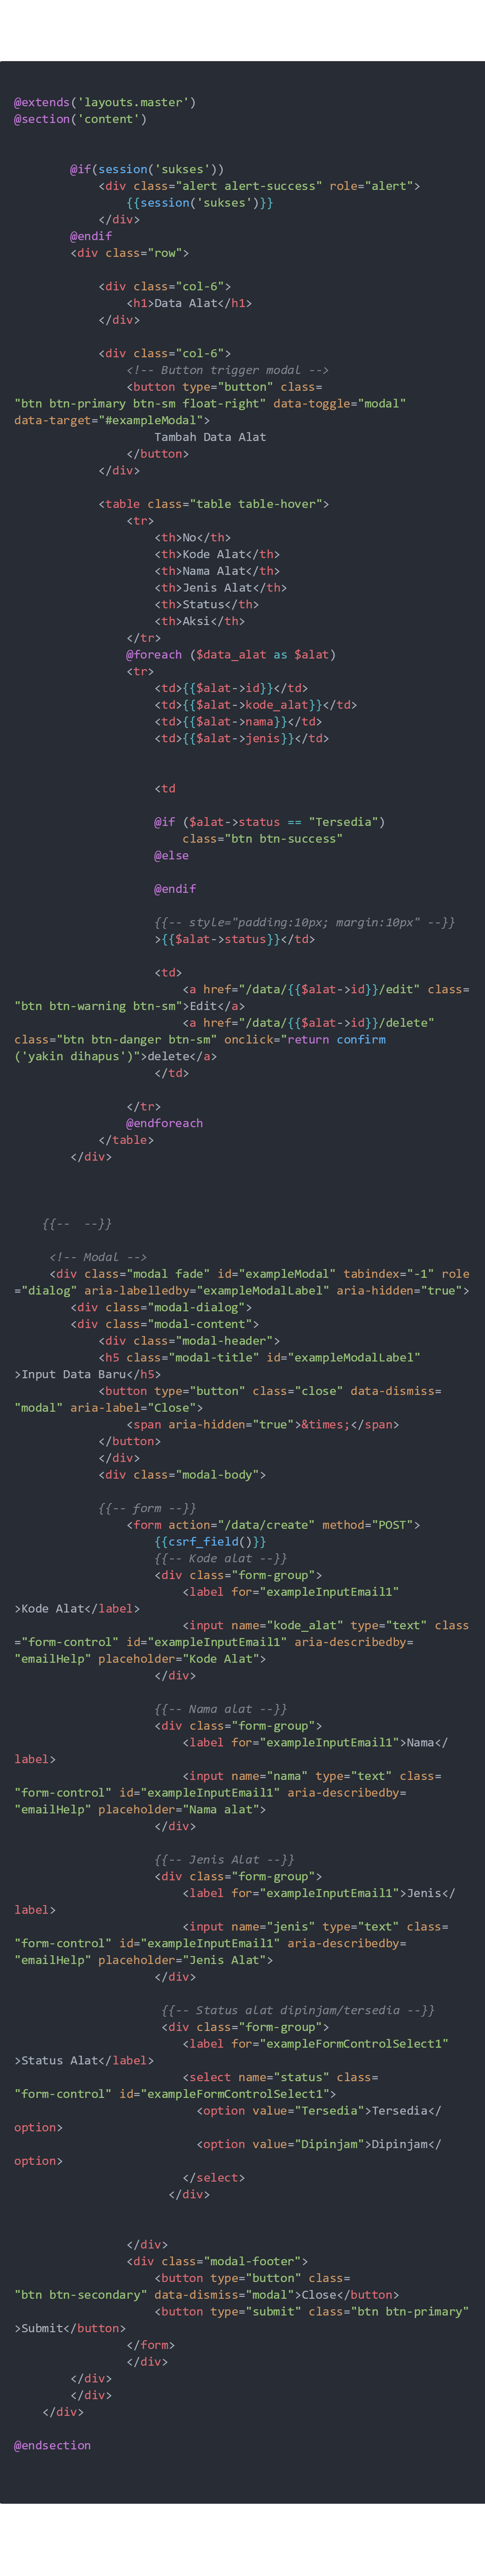 @extends('layouts.master')
@section('content')
@if(session('sukses'))
<div class="alert alert-success" role="alert">
{{session('sukses')}}
</div>
@endif
<div class="row">
<div class="col-6">
<h1>Data Alat</h1>
</div>
<div class="col-6">
<!-- Button trigger modal -->
<button type="button" class=
"btn btn-primary btn-sm float-right" data-toggle="modal"
data-target="#exampleModal">
Tambah Data Alat
</button>
</div>
<table class="table table-hover">
<tr>
<th>No</th>
<th>Kode Alat</th>
<th>Nama Alat</th>
<th>Jenis Alat</th>
<th>Status</th>
<th>Aksi</th>
</tr>
@foreach ($data_alat as $alat)
<tr>
<td>{{$alat->id}}</td>
<td>{{$alat->kode_alat}}</td>
<td>{{$alat->nama}}</td>
<td>{{$alat->jenis}}</td>
<td
@if ($alat->status == "Tersedia")
class="btn btn-success"
@else
@endif
{{-- style="padding:10px; margin:10px" --}}
>{{$alat->status}}</td>
<td>
<a href="/data/{{$alat->id}}/edit" class=
"btn btn-warning btn-sm">Edit</a>
<a href="/data/{{$alat->id}}/delete"
class="btn btn-danger btn-sm" onclick="return confirm
('yakin dihapus')">delete</a>
</td>
</tr>
@endforeach
</table>
</div>
{{--  --}}
<!-- Modal -->
<div class="modal fade" id="exampleModal" tabindex="-1" role
="dialog" aria-labelledby="exampleModalLabel" aria-hidden="true">
<div class="modal-dialog">
<div class="modal-content">
<div class="modal-header">
<h5 class="modal-title" id="exampleModalLabel"
>Input Data Baru</h5>
<button type="button" class="close" data-dismiss=
"modal" aria-label="Close">
<span aria-hidden="true">&times;</span>
</button>
</div>
<div class="modal-body">
{{-- form --}}
<form action="/data/create" method="POST">
{{csrf_field()}}
{{-- Kode alat --}}
<div class="form-group">
<label for="exampleInputEmail1"
>Kode Alat</label>
<input name="kode_alat" type="text" class
="form-control" id="exampleInputEmail1" aria-describedby=
"emailHelp" placeholder="Kode Alat">
</div>
{{-- Nama alat --}}
<div class="form-group">
<label for="exampleInputEmail1">Nama</
label>
<input name="nama" type="text" class=
"form-control" id="exampleInputEmail1" aria-describedby=
"emailHelp" placeholder="Nama alat">
</div>
{{-- Jenis Alat --}}
<div class="form-group">
<label for="exampleInputEmail1">Jenis</
label>
<input name="jenis" type="text" class=
"form-control" id="exampleInputEmail1" aria-describedby=
"emailHelp" placeholder="Jenis Alat">
</div>
{{-- Status alat dipinjam/tersedia --}}
<div class="form-group">
<label for="exampleFormControlSelect1"
>Status Alat</label>
<select name="status" class=
"form-control" id="exampleFormControlSelect1">
<option value="Tersedia">Tersedia</
option>
<option value="Dipinjam">Dipinjam</
option>
</select>
</div>
</div>
<div class="modal-footer">
<button type="button" class=
"btn btn-secondary" data-dismiss="modal">Close</button>
<button type="submit" class="btn btn-primary"
>Submit</button>
</form>
</div>
</div>
</div>
</div>
@endsection